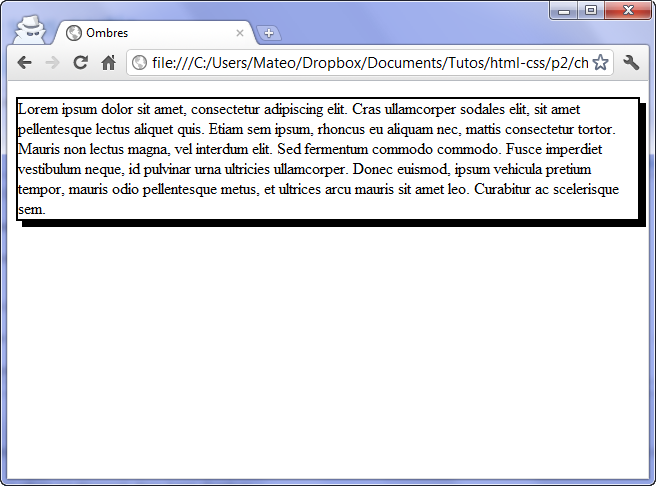 Ombres
file:///C:/Users/Mateo/Dropbox/Documents/Tutos/html-css/p2/ch
Lorem ipsum dolor sit amet, consectetur adipiscing elit. Cras ullamcorper sodales elit, sit amet
pellentesque lectus aliquet quis. Etiam sem ipsum, rhoncus eu aliquam nec, mattis consectetur tortor.
Mauris non lectus magna, vel interdum elit. Sed fermentum commodo commodo. Fusce imperdiet
vestibulum neque, id pulvinar urna ultricies ullamcorper. Donec euismod, ipsum vehicula pretium
tempor, mauris odio pellentesque metus, et ultrices arcu mauris sit amet leo. Curabitur ac scelerisque
sem.